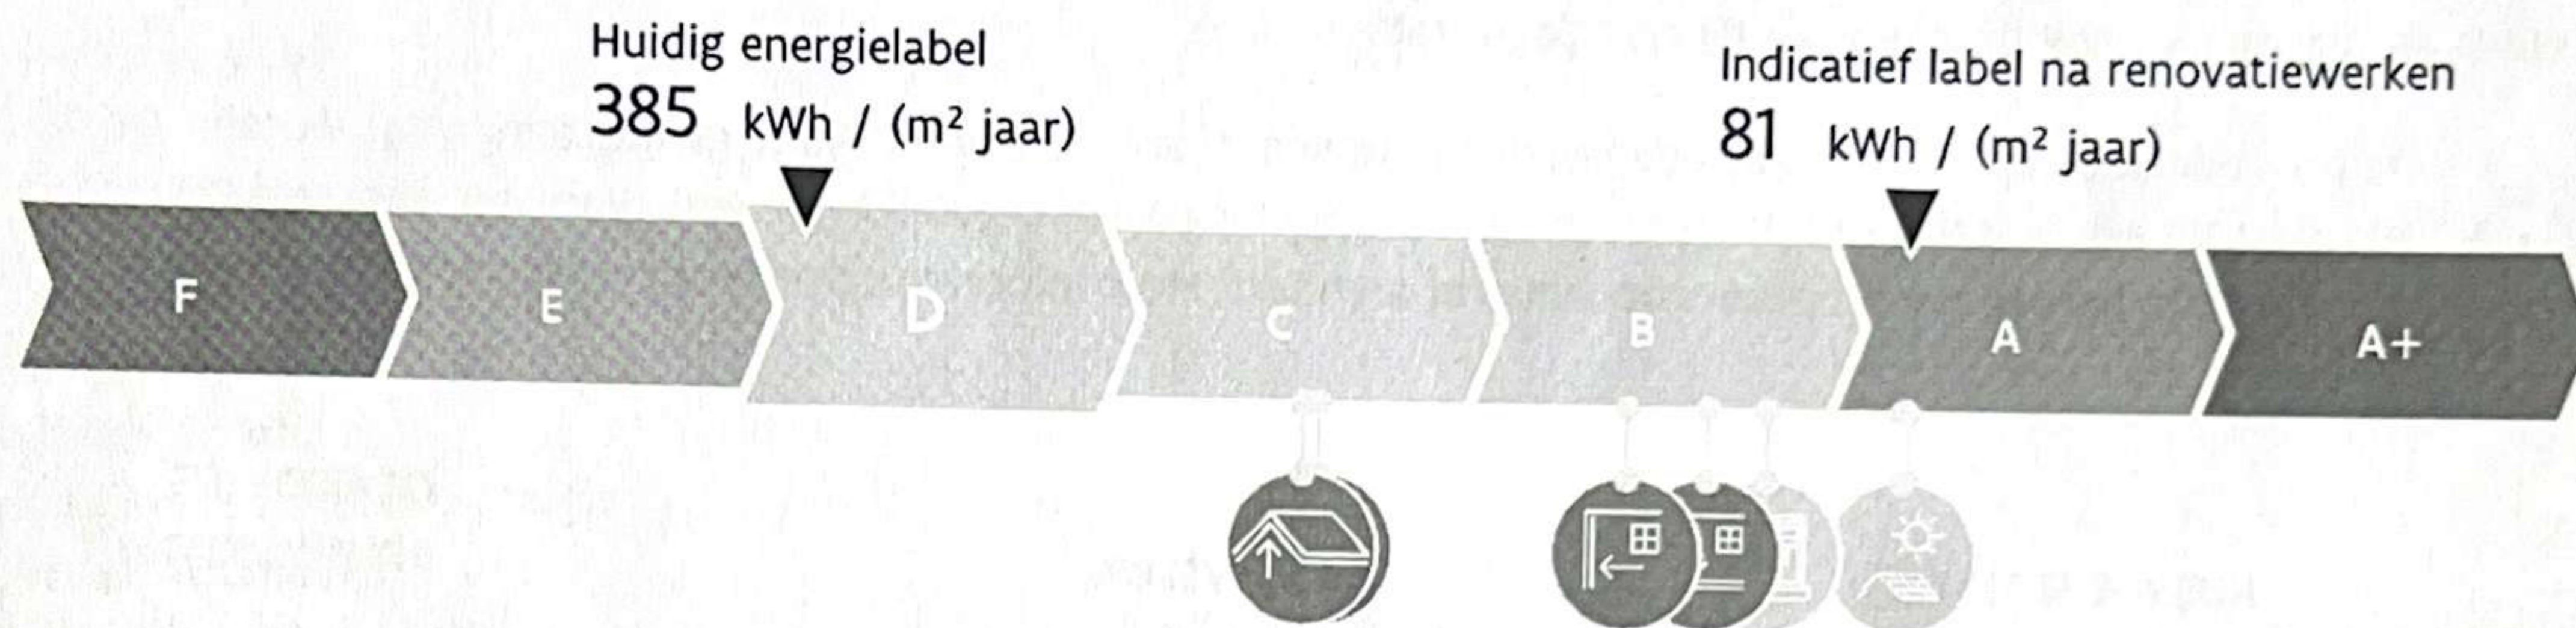 Huidig energielabel
385 kWh / (m² jaar)
Indicatief label na renovatiewerken
81 kWh / (m² jaar)
F E D C B A A+